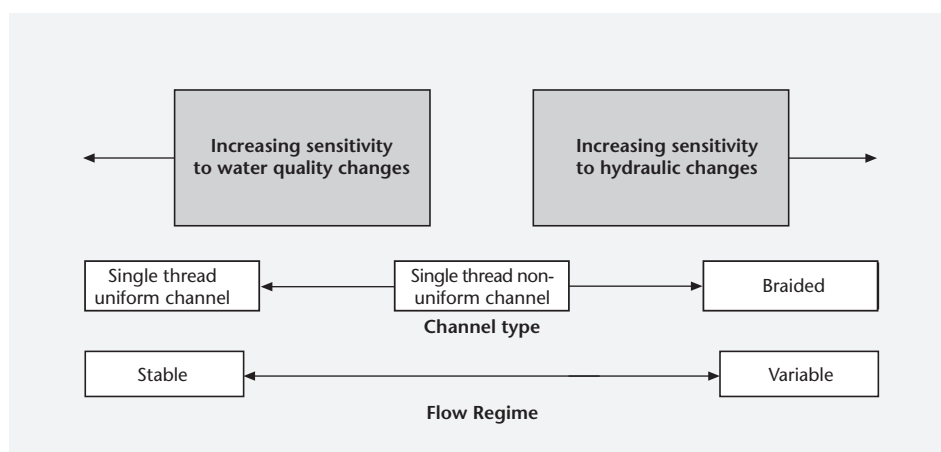 Increasing sensitivity
to water quality changes
Increasing sensitivity
to hydraulic changes
Single thread
uniform channel
Single thread non-
uniform channel
Braided
Channel type
Stable
Variable
Flow Regime